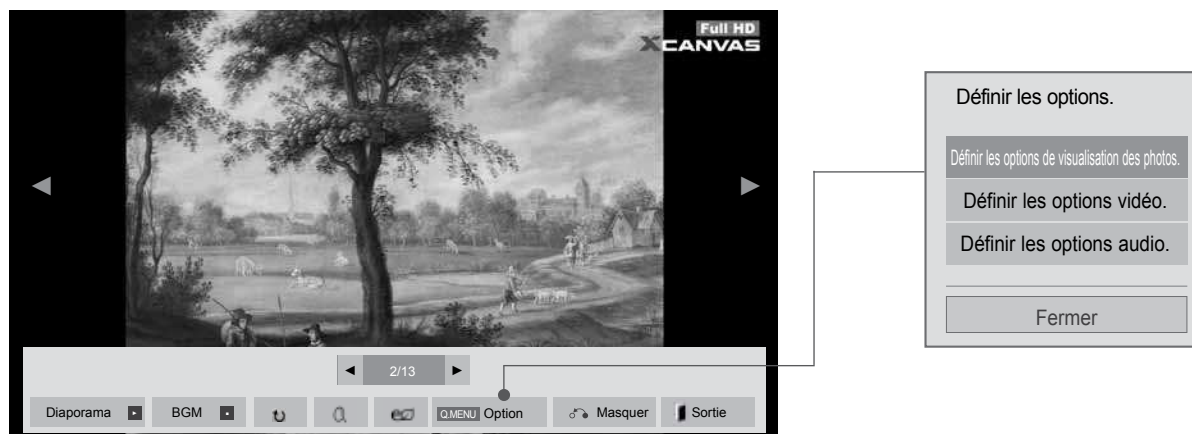 Full HD
XCANVAS
◄ 2/13 ►
Diaporama BGM Q.MENU Option Masquer Sortie
Définir les options.
Définir les options de visualisation des photos.
Définir les options vidéo.
Définir les options audio.
Fermer